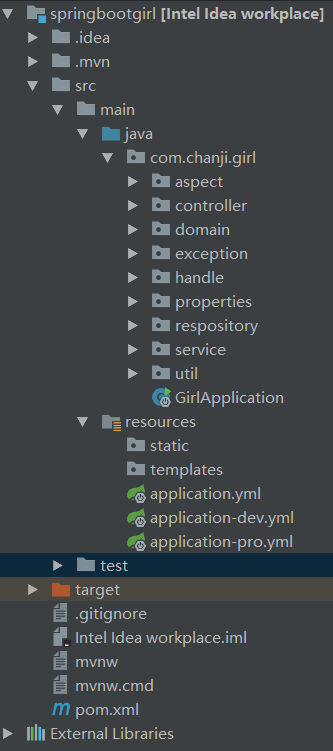 springbootgirl [Intel Idea workplace]
.idea
.mvn
src
main
java
com.chanji.girl
aspect
controller
domain
exception
handle
properties
respository
service
util
GirlApplication
resources
static
templates
application.yml
application-dev.yml
application-pro.yml
test
target
.gitignore
Intel Idea workplace.iml
mvnw
mvnw.cmd
pom.xml
External Libraries